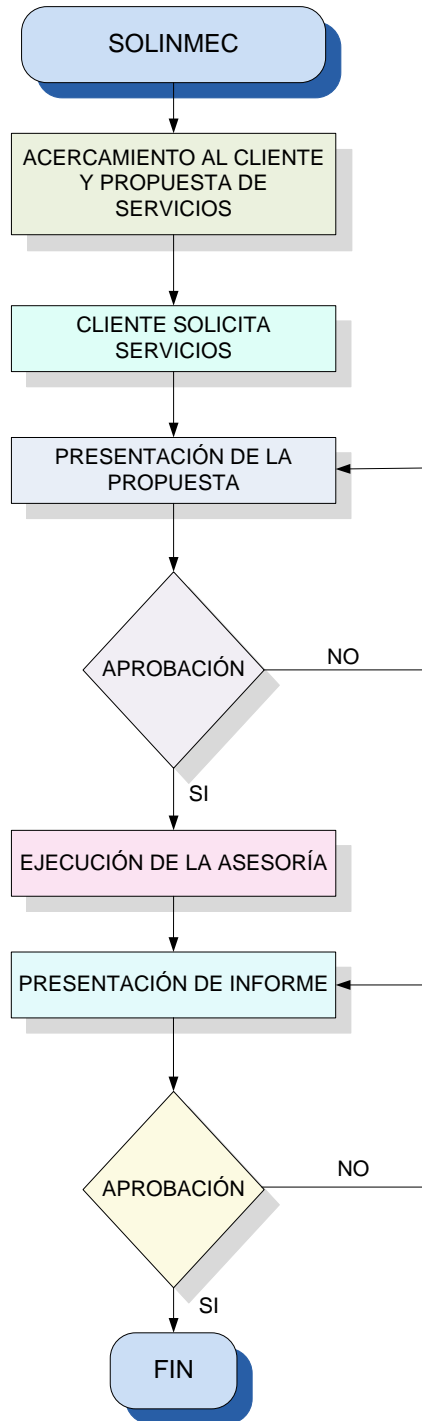 SOLINMEC
ACERCAMIENTO AL CLIENTE
Y PROPUESTA DE
SERVICIOS
CLIENTE SOLICITA
SERVICIOS
PRESENTACIÓN DE LA
PROPUESTA
APROBACIÓN
NO
SI
EJECUCIÓN DE LA ASESORÍA
PRESENTACIÓN DE INFORME
APROBACIÓN
NO
SI
FIN